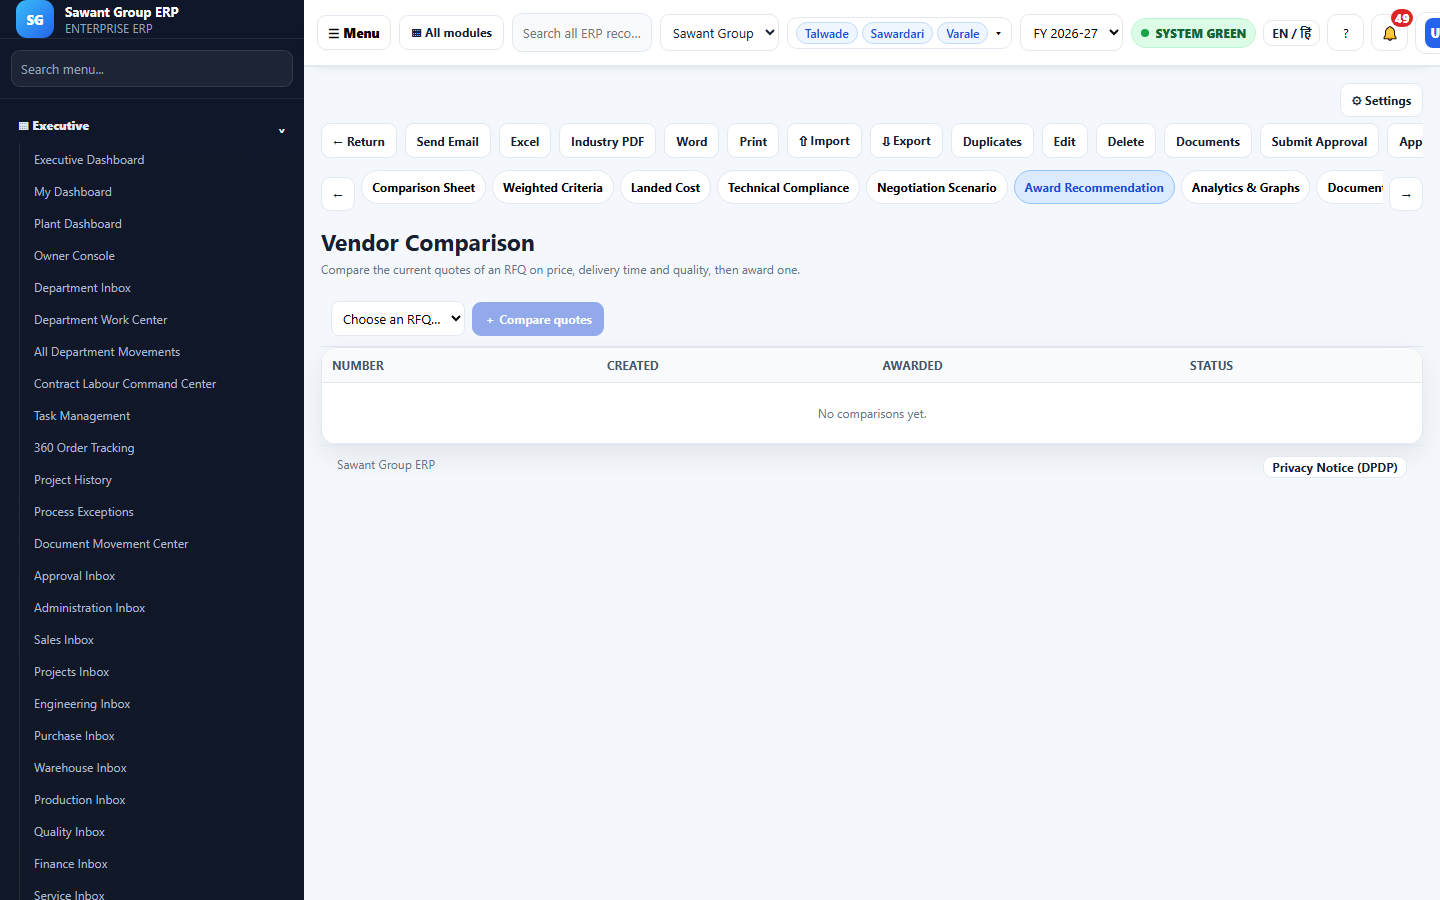 SG
Sawant Group ERP
ENTERPRISE ERP
Search menu...
Executive
Executive Dashboard
My Dashboard
Plant Dashboard
Owner Console
Department Inbox
Department Work Center
All Department Movements
Contract Labour Command Center
Task Management
360 Order Tracking
Project History
Process Exceptions
Document Movement Center
Approval Inbox
Administration Inbox
Sales Inbox
Projects Inbox
Engineering Inbox
Purchase Inbox
Warehouse Inbox
Production Inbox
Quality Inbox
Finance Inbox
Service Inbox
☰ Menu
All modules
Search all ERP reco...
Sawant Group
Talwade Sawardari Varale
FY 2026-27
SYSTEM GREEN
EN / हिं
?
49
U
⚙ Settings
← Return
Send Email
Excel
Industry PDF
Word
Print
⇧ Import
⇩ Export
Duplicates
Edit
Delete
Documents
Submit Approval
App
←
Comparison Sheet
Weighted Criteria
Landed Cost
Technical Compliance
Negotiation Scenario
Award Recommendation
Analytics & Graphs
Document
→
Vendor Comparison
Compare the current quotes of an RFQ on price, delivery time and quality, then award one.
Choose an RFQ...
+ Compare quotes
NUMBER CREATED AWARDED STATUS
No comparisons yet.
Sawant Group ERP
Privacy Notice (DPDP)